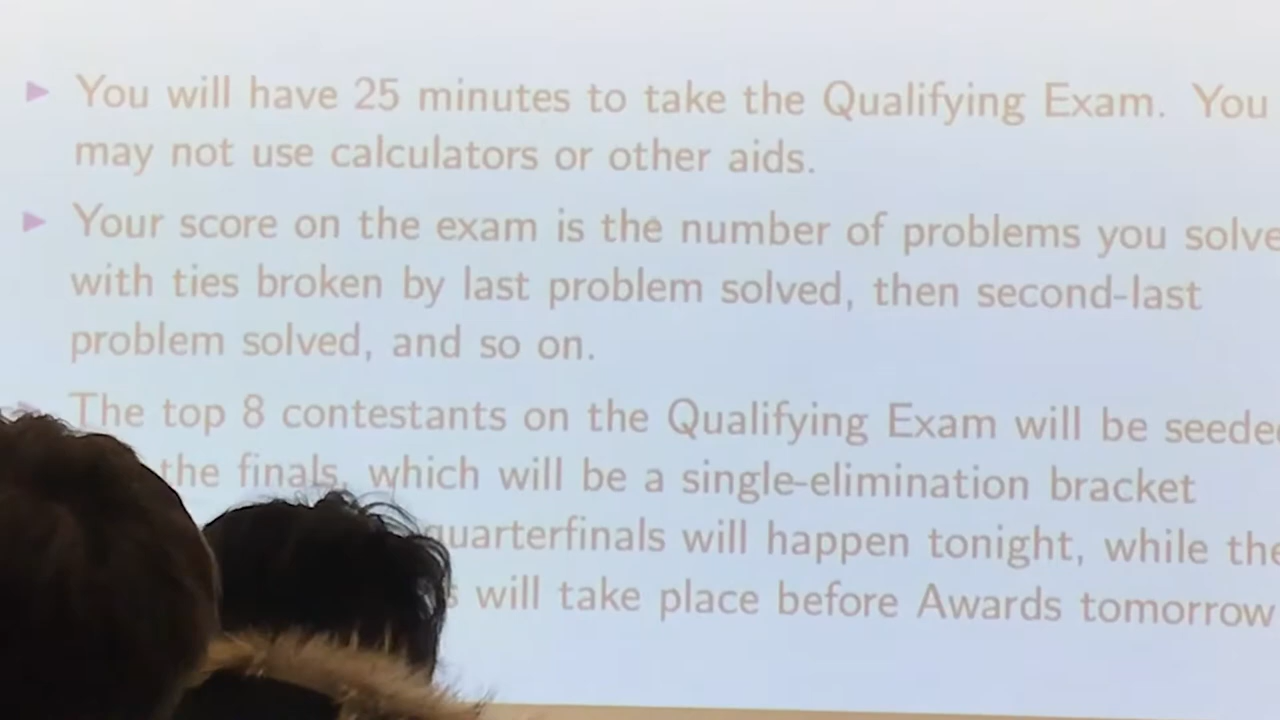 You will have 25 minutes to take the Qualifying Exam. You
may not use calculators or other aids.
Your score on the exam is the number of problems you solve
with ties broken by last problem solved, then second-last
problem solved, and so on.
The top 8 contestants on the Qualifying Exam will be seede
the finals, which will be a single-elimination bracket
quarterfinals will happen tonight, while the
will take place before Awards tomorrow